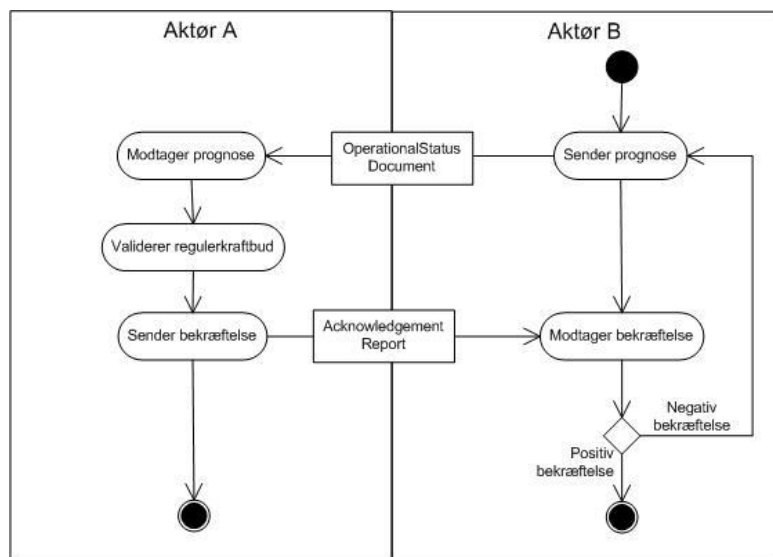 Aktør A
Aktør B
Modtager prognose
OperationalStatus
Document
Sender prognose
Validerer regulerkraftbud
Sender bekræftelse
Acknowledgement
Report
Modtager bekræftelse
Negativ
bekræftelse
Positiv
bekræftelse